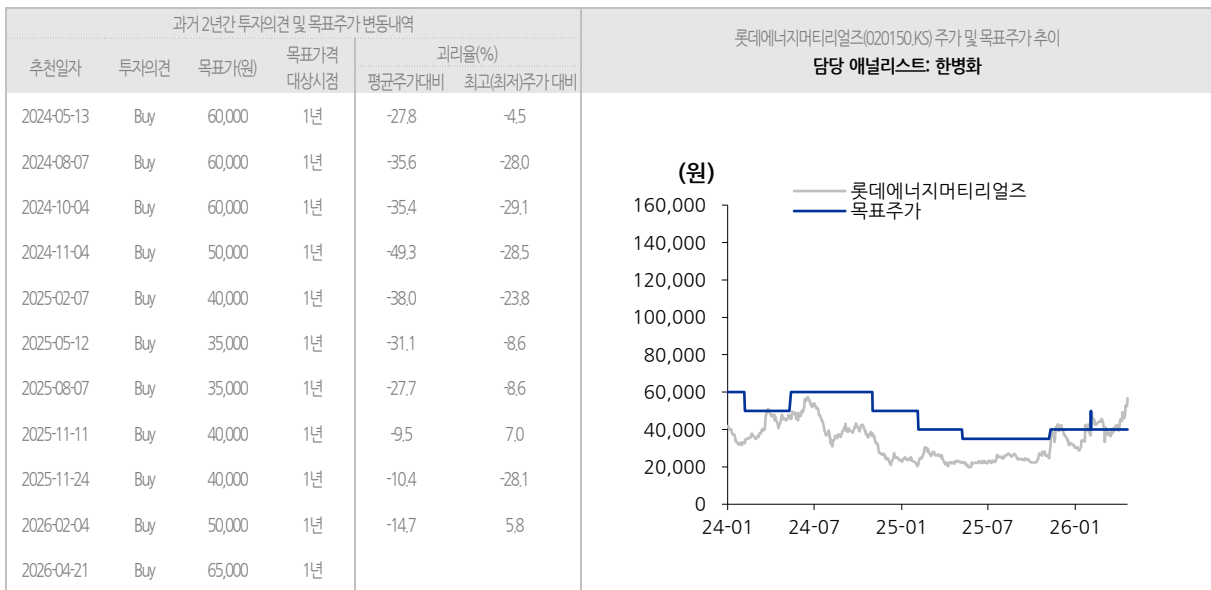 과거 2년간 투자의견 및 목표주가 변동내역
추천일자 투자의견 목표가(원) 목표가격 대상시점 괴리율(%)
평균주가대비 최고(최저)주가 대비
2024-05-13 Buy 60,000 1년 -27.8 -4.5
2024-08-07 Buy 60,000 1년 -35.6 -28.0
2024-10-04 Buy 60,000 1년 -35.4 -29.1
2024-11-04 Buy 50,000 1년 -49.3 -28.5
2025-02-07 Buy 40,000 1년 -38.0 -23.8
2025-05-12 Buy 35,000 1년 -31.1 -8.6
2025-08-07 Buy 35,000 1년 -27.7 -8.6
2025-11-11 Buy 40,000 1년 -9.5 7.0
2025-11-24 Buy 40,000 1년 -10.4 -28.1
2026-02-04 Buy 50,000 1년 -14.7 5.8
2026-04-21 Buy 65,000 1년
롯데에너지머티리얼즈(020150.KS) 주가 및 목표주가 추이
담당 애널리스트: 한병화
(원)
롯데에너지머티리얼즈
목표주가
160,000
140,000
120,000
100,000
80,000
60,000
40,000
20,000
0
24-01 24-07 25-01 25-07 26-01